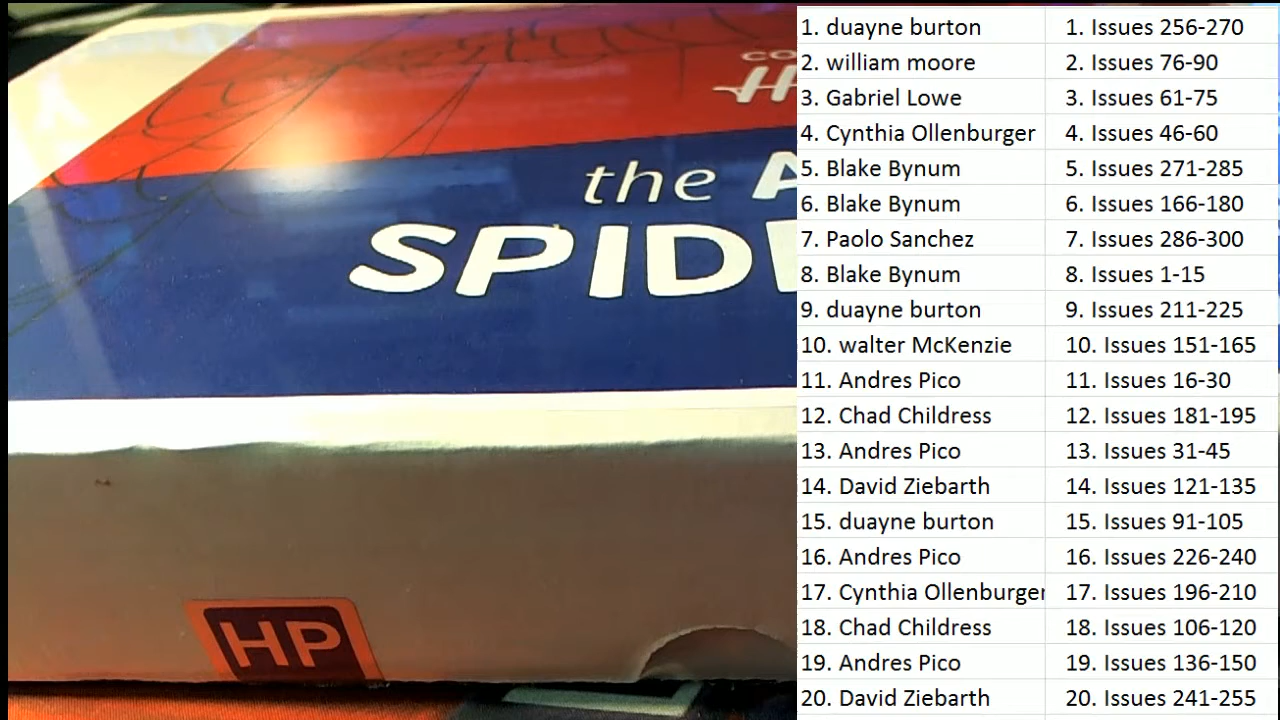 CO
H
the A
SPID
HP
1. duayne burton 1. Issues 256-270
2. william moore 2. Issues 76-90
3. Gabriel Lowe 3. Issues 61-75
4. Cynthia Ollenburger 4. Issues 46-60
5. Blake Bynum 5. Issues 271-285
6. Blake Bynum 6. Issues 166-180
7. Paolo Sanchez 7. Issues 286-300
8. Blake Bynum 8. Issues 1-15
9. duayne burton 9. Issues 211-225
10. walter McKenzie 10. Issues 151-165
11. Andres Pico 11. Issues 16-30
12. Chad Childress 12. Issues 181-195
13. Andres Pico 13. Issues 31-45
14. David Ziebarth 14. Issues 121-135
15. duayne burton 15. Issues 91-105
16. Andres Pico 16. Issues 226-240
17. Cynthia Ollenburger 17. Issues 196-210
18. Chad Childress 18. Issues 106-120
19. Andres Pico 19. Issues 136-150
20. David Ziebarth 20. Issues 241-255